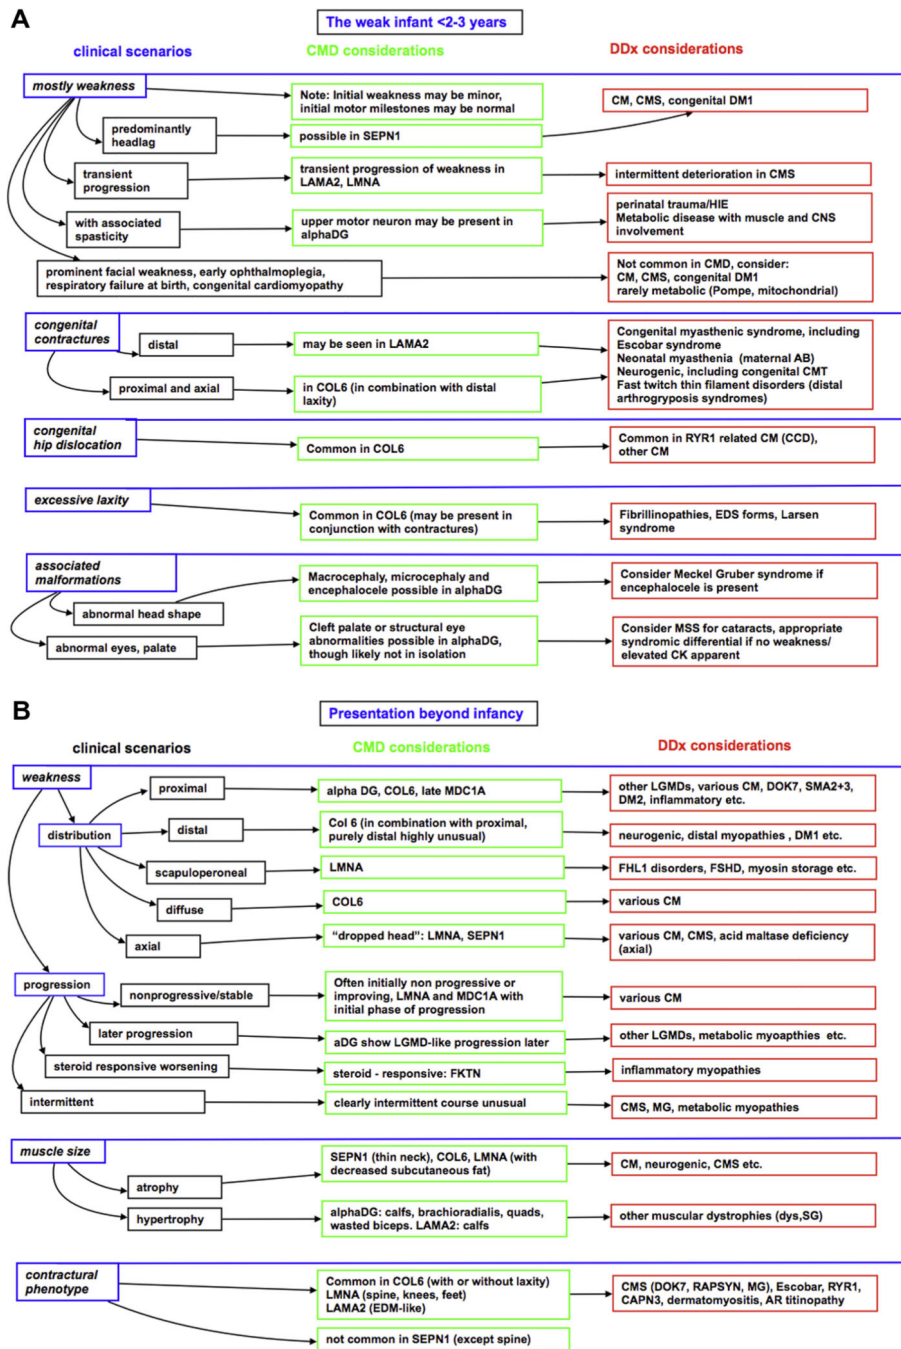 A
The weak infant <2-3 years
clinical scenarios
CMD considerations
DDx considerations
mostly weakness
Note: Initial weakness may be minor,
initial motor milestones may be normal
CM, CMS, congenital DM1
predominantly
headlag
possible in SEPN1
transient
progression
transient progression of weakness in
LAMA2, LMNA
intermittent deterioration in CMS
with associated
spasticity
upper motor neuron may be present in
alphaDG
perinatal trauma/HIE
Metabolic disease with muscle and CNS
involvement
prominent facial weakness, early ophthalmoplegia,
respiratory failure at birth, congenital cardiomyopathy
Not common in CMD, consider:
CM, CMS, congenital DM1
rarely metabolic (Pompe, mitochondrial)
congenital
contractures
distal
may be seen in LAMA2
Congenital myasthenic syndrome, including
Escobar syndrome
Neonatal myasthenia (maternal AB)
Neurogenic, including congenital CMT
Fast twitch thin filament disorders (distal
arthrogryposis syndromes)
proximal and axial
in COL6 (in combination with distal
laxity)
congenital
hip dislocation
Common in COL6
Common in RYR1 related CM (CCD),
other CM
excessive laxity
Common in COL6 (may be present in
conjunction with contractures)
Fibrillinopathies, EDS forms, Larsen
syndrome
associated
malformations
abnormal head shape
Macrocephaly, microcephaly and
encephalocele possible in alphaDG
Consider Meckel Gruber syndrome if
encephalocele is present
abnormal eyes, palate
Cleft palate or structural eye
abnormalities possible in alphaDG,
though likely not in isolation
Consider MSS for cataracts, appropriate
syndromic differential if no weakness/
elevated CK apparent
B
Presentation beyond infancy
clinical scenarios
CMD considerations
DDx considerations
weakness
distribution
proximal
alpha DG, COL6, late MDC1A
other LGMDs, various CM, DOK7, SMA2+3,
DM2, inflammatory etc.
distal
Col 6 (in combination with proximal,
purely distal highly unusual)
neurogenic, distal myopathies , DM1 etc.
scapuloperoneal
LMNA
FHL1 disorders, FSHD, myosin storage etc.
diffuse
COL6
various CM
axial
“dropped head”: LMNA, SEPN1
various CM, CMS, acid maltase deficiency
(axial)
progression
nonprogressive/stable
Often initially non progressive or
improving, LMNA and MDC1A with
initial phase of progression
various CM
later progression
aDG show LGMD-like progression later
other LGMDs, metabolic myoapthies etc.
steroid responsive worsening
steroid - responsive: FKTN
inflammatory myopathies
intermittent
clearly intermittent course unusual
CMS, MG, metabolic myopathies
muscle size
atrophy
SEPN1 (thin neck), COL6, LMNA (with
decreased subcutaneous fat)
CM, neurogenic, CMS etc.
hypertrophy
alphaDG: calfs, brachioradialis, quads,
wasted biceps. LAMA2: calfs
other muscular dystrophies (dys,SG)
contractural
phenotype
Common in COL6 (with or without laxity)
LMNA (spine, knees, feet)
LAMA2 (EDM-like)
CMS (DOK7, RAPSYN, MG), Escobar, RYR1,
CAPN3, dermatomyositis, AR titinopathy
not common in SEPN1 (except spine)